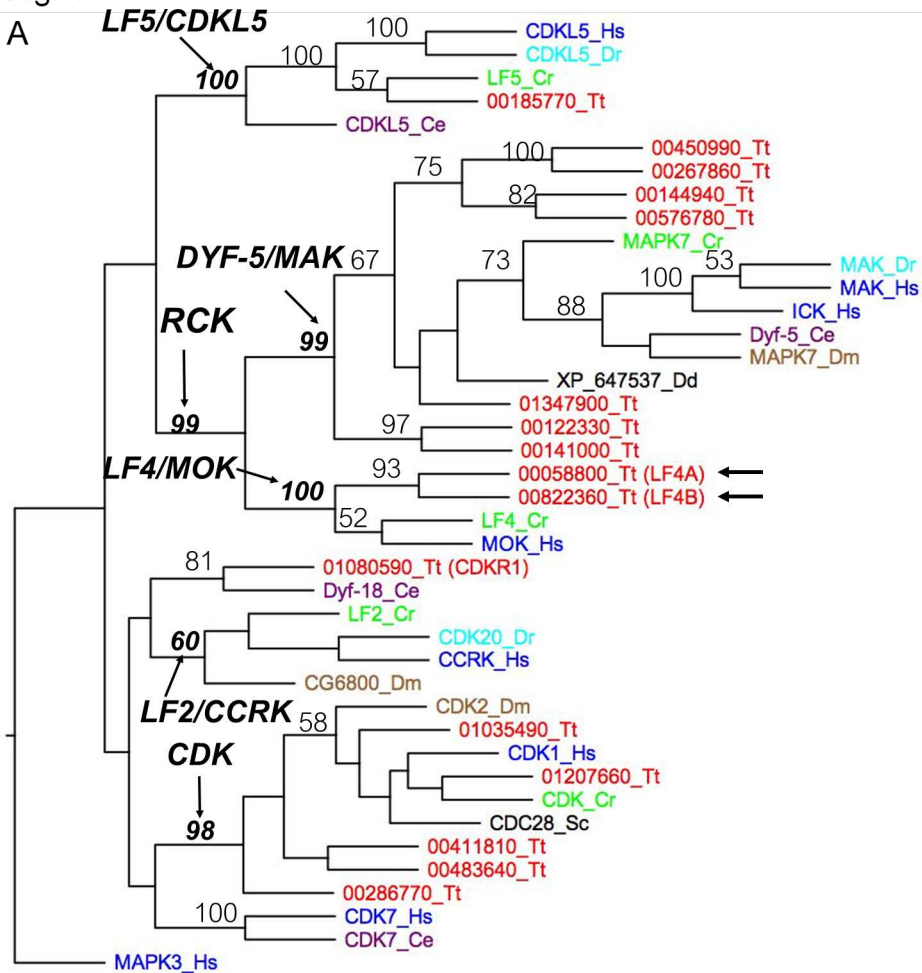 LF5/CDKL5
A
100
CDKL5_Hs
100
CDKL5_Dr
100
57
LF5_Cr
00185770_Tt
CDKL5_Ce
00450990_Tt
100
75
00267860_Tt
82
00144940_Tt
00576780_Tt
MAPK7_Cr
DYF-5/MAK
67
73
53
MAK_Dr
100
MAK_Hs
88
ICK_Hs
RCK
Dyf-5_Ce
99
MAPK7_Dm
XP_647537_Dd
01347900_Tt
99
97
00122330_Tt
00141000_Tt
LF4/MOK
93
00058800_Tt (LF4A)
100
00822360_Tt (LF4B)
52
LF4_Cr
MOK_Hs
81
01080590_Tt (CDKR1)
Dyf-18_Ce
LF2_Cr
60
CDK20_Dr
CCRK_Hs
CG6800_Dm
LF2/CCRK
58
CDK2_Dm
01035490_Tt
CDK
CDK1_Hs
01207660_Tt
CDK_Cr
98
CDC28_Sc
00411810_Tt
00483640_Tt
00286770_Tt
100
CDK7_Hs
CDK7_Ce
MAPK3_Hs